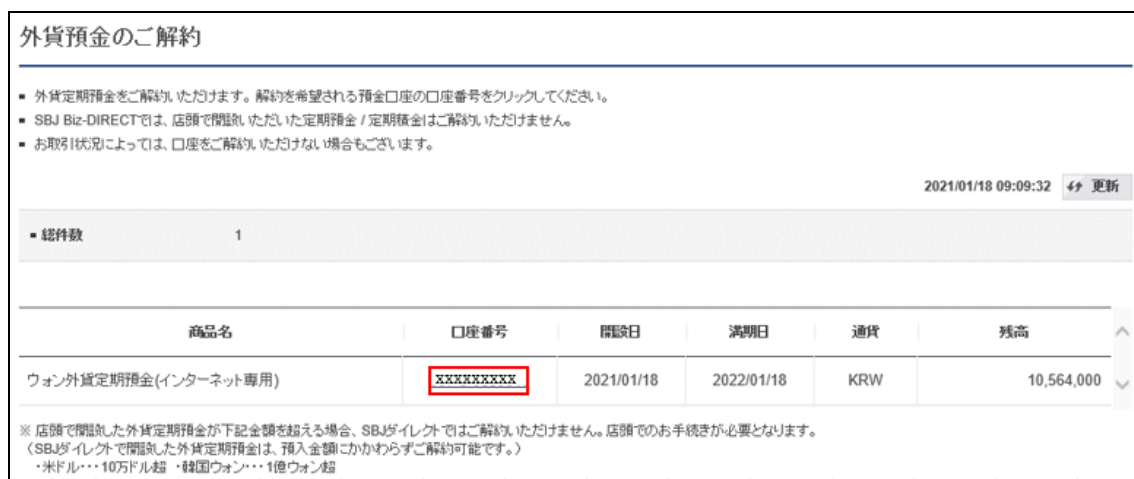 外貨預金のご解約
▪ 外貨定期預金をご解約いただけます。解約を希望される預金口座の口座番号をクリックしてください。
▪ SBJ Biz-DIRECTでは、店頭で開設いただいた定期預金 / 定期積金はご解約いただけません。
▪ お取引状況によっては、口座をご解約いただけない場合もございます。
2021/01/18 09:09:32 更新
▪ 総件数 1
商品名 口座番号 開設日 満期日 通貨 残高
ウォン外貨定期預金(インターネット専用) XXXXXXXXX 2021/01/18 2022/01/18 KRW 10,564,000
※ 店頭で開設した外貨定期預金が下記金額を超える場合、SBJダイレクトではご解約いただけません。店頭でのお手続きが必要となります。
（SBJダイレクトで開設した外貨定期預金は、預入金額にかかわらずご解約可能です。）
・米ドル・・・10万ドル超 ・韓国ウォン・・・1億ウォン超